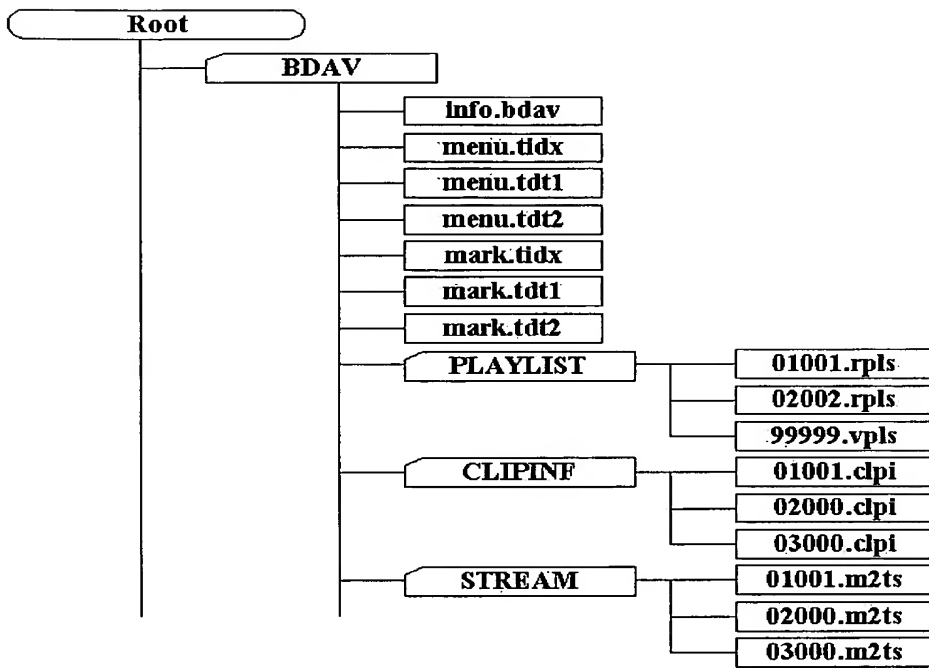 Root
BDAV
info.bdav
menu.tidx
menu.tdt1
menu.tdt2
mark.tidx
mark.tdt1
mark.tdt2
PLAYLIST
01001.rpls
02002.rpls
99999.vpls
CLIPINF
01001.clpi
02000.clpi
03000.clpi
STREAM
01001.m2ts
02000.m2ts
03000.m2ts